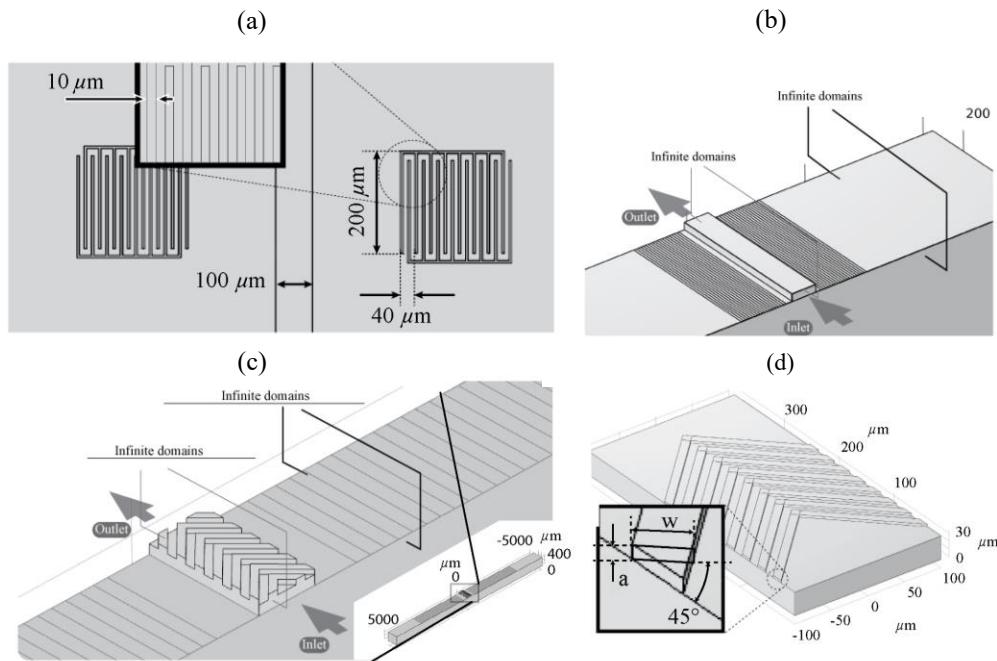 (a)
(b)
10 μm
200 μm
100 μm
40 μm
Infinite domains
200
Infinite domains
Outlet
Inlet
(c)
(d)
Infinite domains
Infinite domains
Outlet
Inlet
μm
-5000
400
0
0
5000
300
μm
200
100
30
μm
0
0
100
50
0
-50
-100
μm
w
a
45°